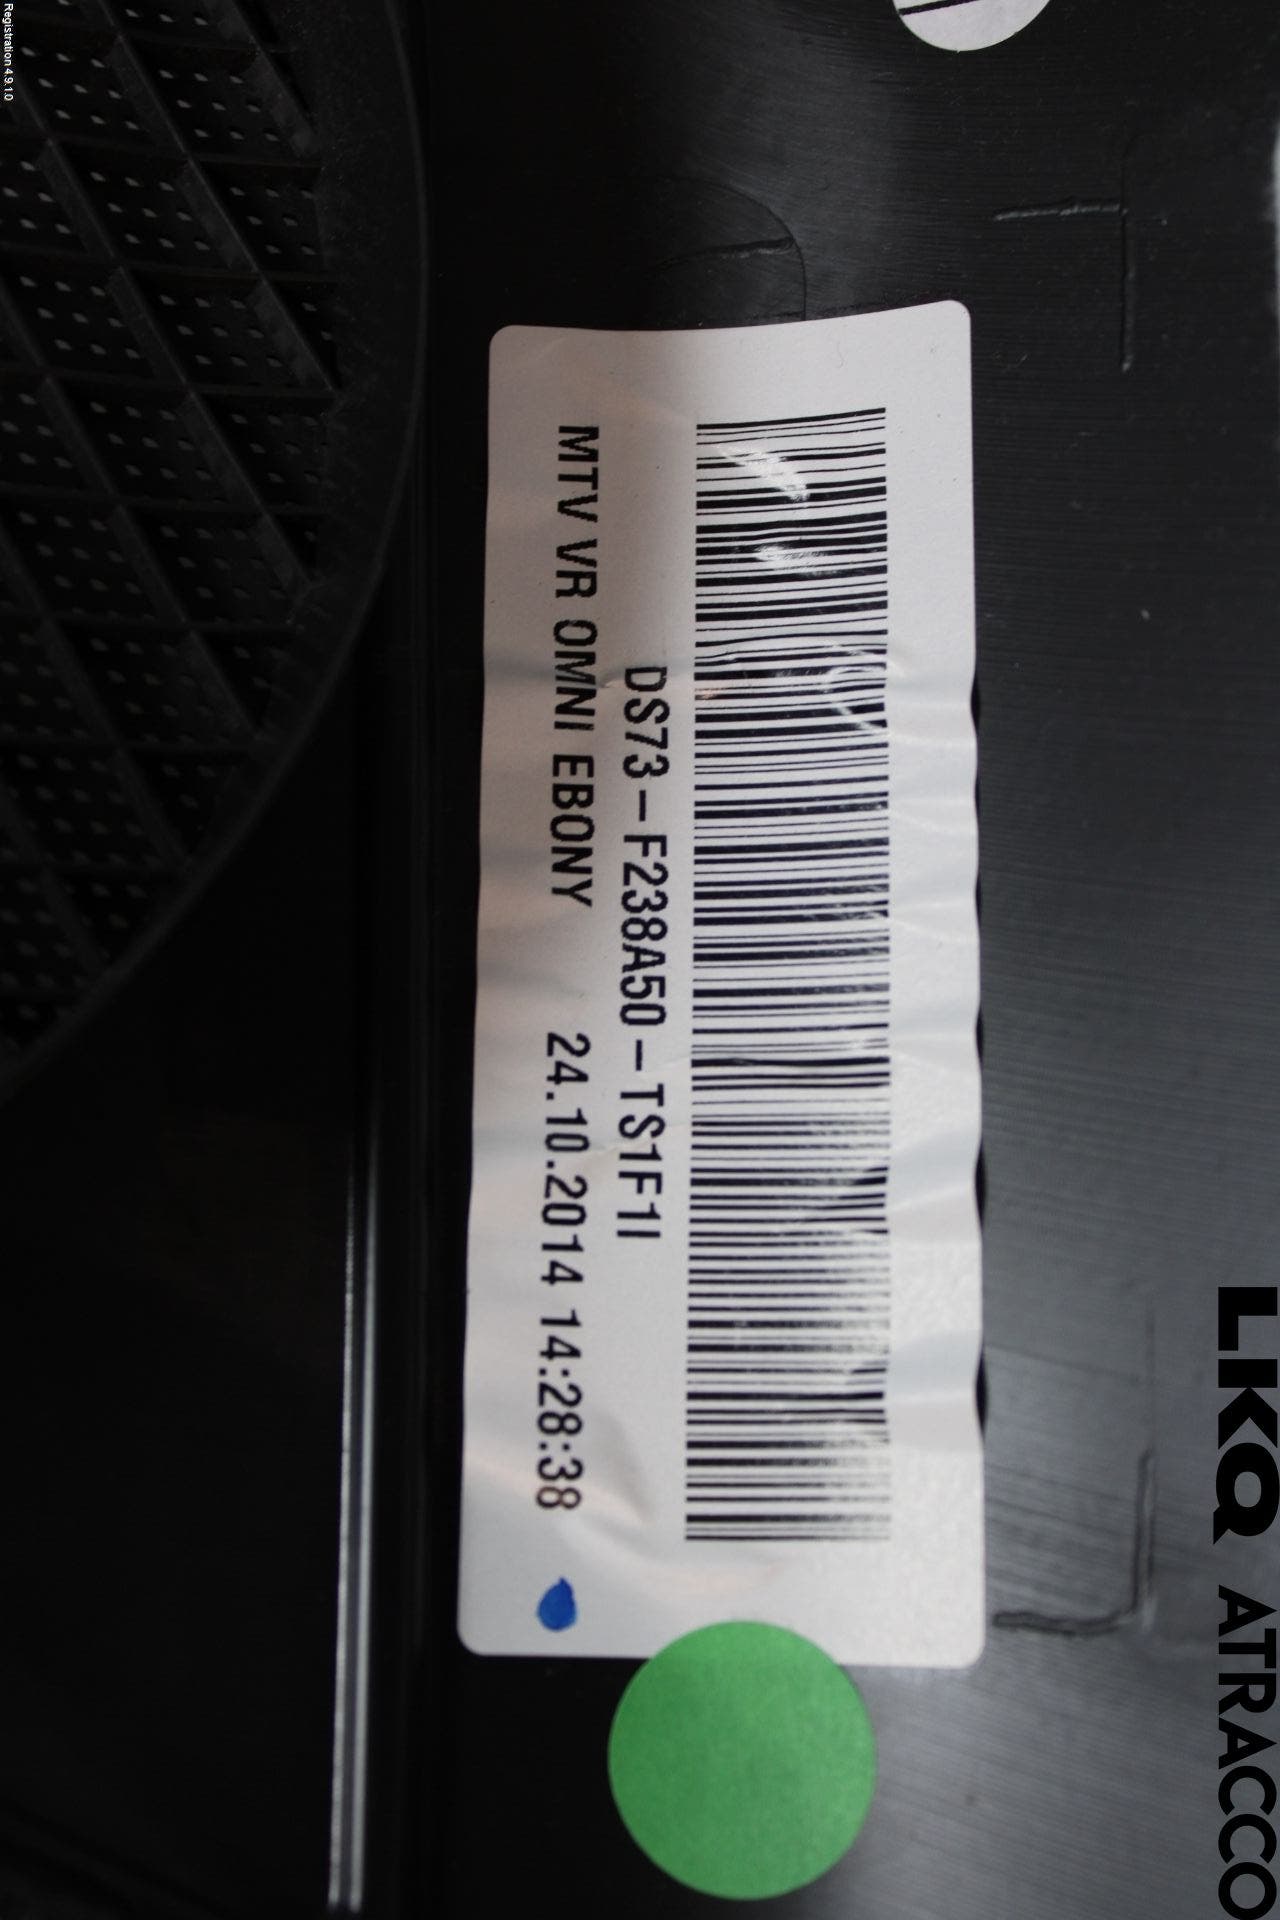 DS73-F238A50-TS1F1I
MTV VR OMNI EBONY 24.10.2014 14:28:38
LKQ ATRACCO
Registration 4.9.1.0